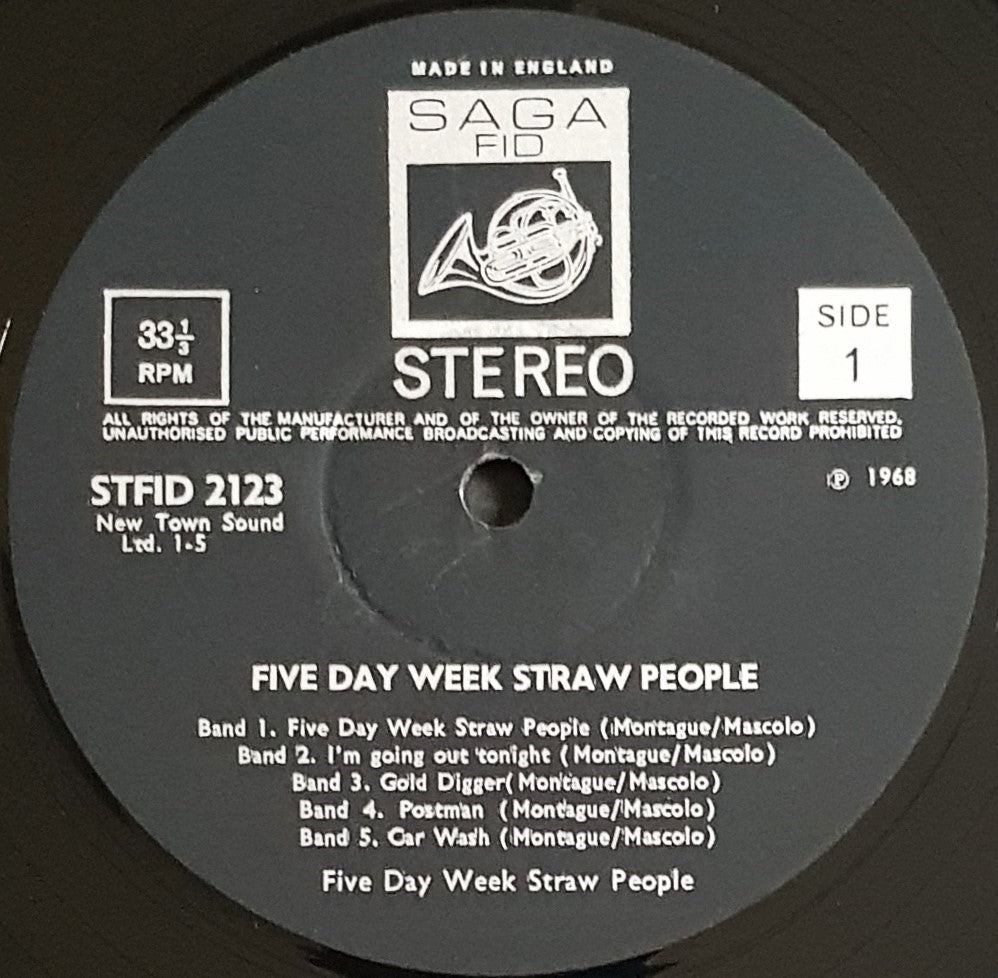 MADE IN ENGLAND
SAGA
FID
STEREO
33 1/3
RPM
SIDE
1
ALL RIGHTS OF THE MANUFACTURER AND OF THE OWNER OF THE RECORDED WORK RESERVED.
UNAUTHORISED PUBLIC PERFORMANCE BROADCASTING AND COPYING OF THIS RECORD PROHIBITED
STFID 2123
New Town Sound
Ltd. 1-5
℗ 1968
FIVE DAY WEEK STRAW PEOPLE
Band 1. Five Day Week Straw People (Montague/Mascolo)
Band 2. I'm going out tonight (Montague/Mascolo)
Band 3. Gold Digger(Montague/Mascolo)
Band 4. Postman (Montague/Mascolo)
Band 5. Car Wash (Montague/Mascolo)
Five Day Week Straw People